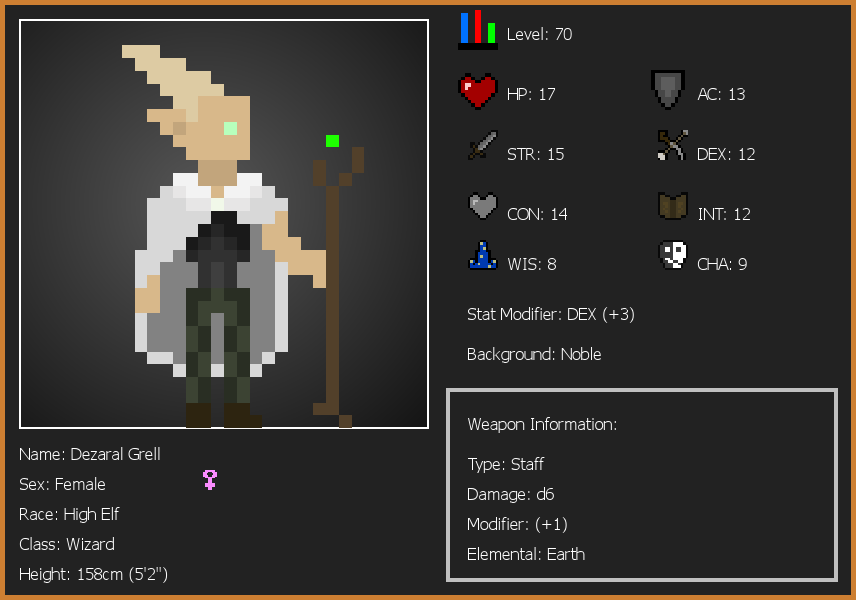 Level: 70
HP: 17
AC: 13
STR: 15
DEX: 12
CON: 14
INT: 12
WIS: 8
CHA: 9
Stat Modifier: DEX (+3)
Background: Noble
Weapon Information:
Type: Staff
Damage: d6
Modifier: (+1)
Elemental: Earth
Name: Dezaral Grell
Sex: Female
Race: High Elf
Class: Wizard
Height: 158cm (5'2")